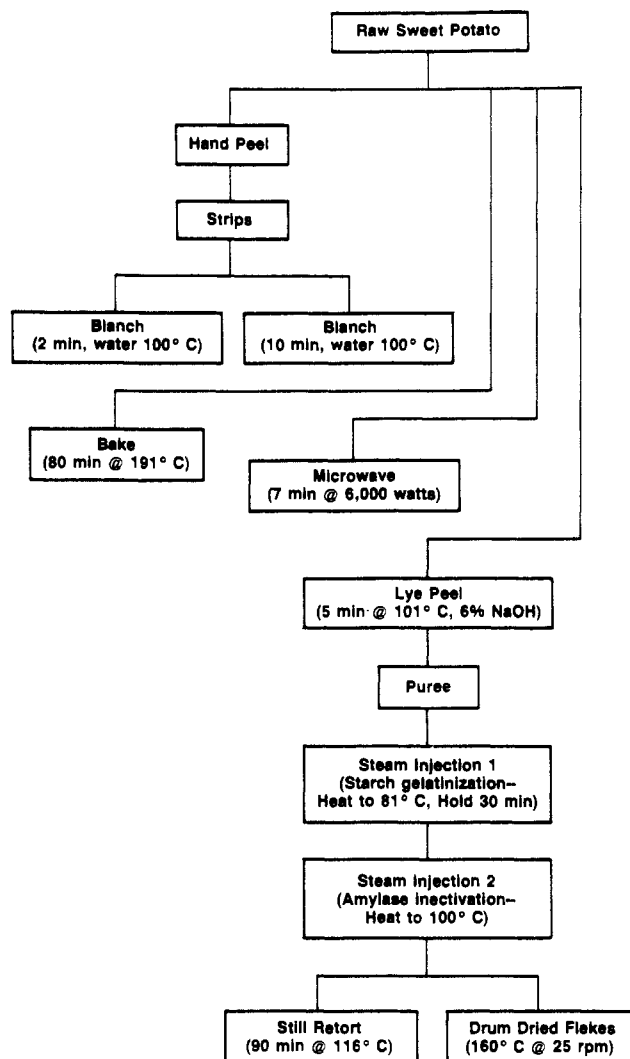 Raw Sweet Potato
Hand Peel
Strips
Blanch
(2 min, water 100° C)
Blanch
(10 min, water 100° C)
Bake
(80 min @ 191° C)
Microwave
(7 min @ 6,000 watts)
Lye Peel
(5 min @ 101° C, 6% NaOH)
Puree
Steam Injection 1
(Starch gelatinization–
Heat to 81° C, Hold 30 min)
Steam Injection 2
(Amylase inectivation–
Heat to 100° C)
Still Retort
(90 min @ 116° C)
Drum Dried Flekes
(160° C @ 25 rpm)